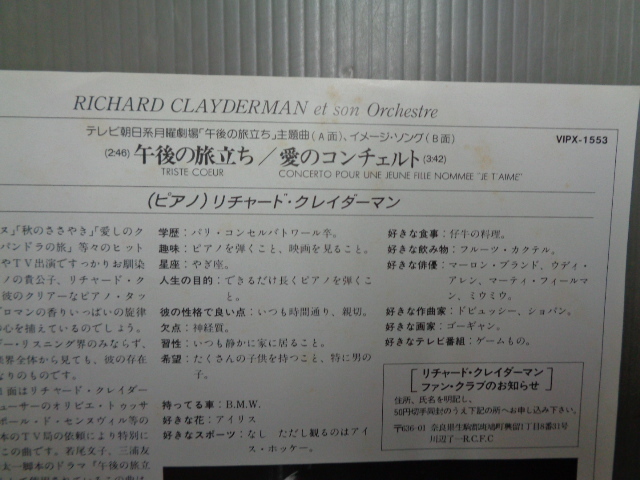 RICHARD CLAYDERMAN et son Orchestre
テレビ朝日系月曜劇場「午後の旅立ち」主題曲(A面)、イメージ・ソング(B面)
VIPX-1553
(2:46) 午後の旅立ち/愛のコンチェルト (3:42)
TRISTE COEUR CONCERTO POUR UNE JEUNE FILLE NOMMEE "JE T'AIME"
(ピアノ)リチャード・クレイダーマン
ヌ」「秋のささやき」「愛しのク
パンドラの旅」等々のヒット
やTV出演ですっかりお馴染
ノの貴公子、リチャード・ク
彼のクリアーなピアノ・タッ
ロマンの香りいっぱいの旋律
心を捕えているのでしょう。
ー・リスニング界のみならず、
業界全体から見ても、彼の存在
なりのものです。
面はリチャード・クレイダー
ューサーのオリビエ・トゥッサ
ポール・ド・センヌヴィル等の
本のTV局の依頼により特別に
この曲です。若尾文子、三浦友
太一脚本のドラマ「午後の旅立
学歴:パリ・コンセルバトワール卒。
趣味:ピアノを弾くこと、映画を見ること。
星座:やぎ座。
人生の目的:できるだけ長くピアノを弾くこ
と。
彼の性格で良い点:いつも時間通り、親切。
欠点:神経質。
習性:いつも静かに家に居ること。
希望:たくさんの子供を持つこと、特に男の
子。
持ってる車:B.M.W.
好きな花:アイリス
好きなスポーツ:なし ただし観るのはアイ
ス・ホッケー。
好きな食事:仔牛の料理。
好きな飲み物:フルーツ・カクテル。
好きな俳優:マーロン・ブランド、ウディ・
アレン、マーティ・フィールマ
ン、ミウミウ。
好きな作曲家:ドビュッシー、ショパン。
好きな画家:ゴーギャン。
好きなテレビ番組:ゲームもの。
リチャード・クレイダーマン
ファン・クラブのお知らせ
住所、氏名を明記し、
50円切手同封のうえ下記の所へお申し込み下さい。
〒636-01 奈良県生駒郡斑鳩町興留1丁目8番31号
川辺丁一R.C.F.C